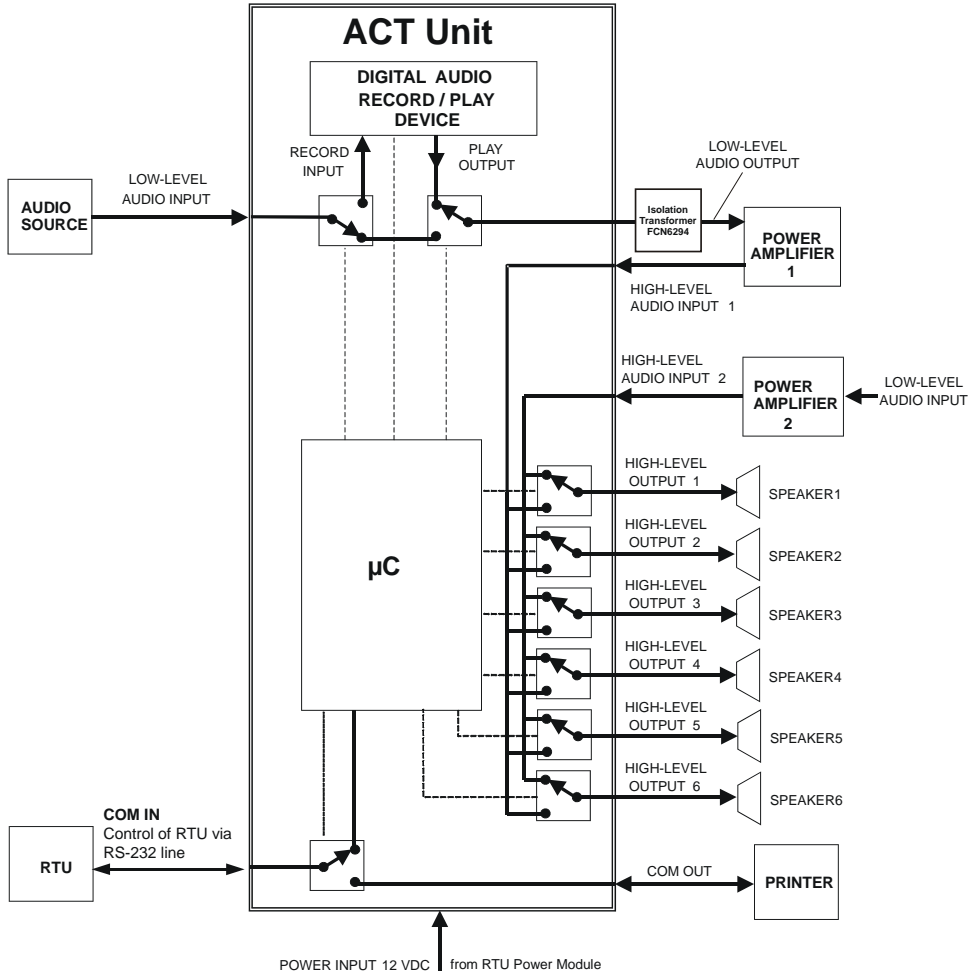 ACT Unit
DIGITAL AUDIO
RECORD / PLAY
DEVICE
RECORD
INPUT
PLAY
OUTPUT
LOW-LEVEL
AUDIO OUTPUT
LOW-LEVEL
AUDIO INPUT
AUDIO
SOURCE
Isolation
Transformer
FCN6294
POWER
AMPLIFIER
1
HIGH-LEVEL
AUDIO INPUT 1
HIGH-LEVEL
AUDIO INPUT 2
POWER
AMPLIFIER
2
LOW-LEVEL
AUDIO INPUT
µC
HIGH-LEVEL
OUTPUT 1
SPEAKER1
HIGH-LEVEL
OUTPUT 2
SPEAKER2
HIGH-LEVEL
OUTPUT 3
SPEAKER3
HIGH-LEVEL
OUTPUT 4
SPEAKER4
HIGH-LEVEL
OUTPUT 5
SPEAKER5
HIGH-LEVEL
OUTPUT 6
SPEAKER6
COM IN
Control of RTU via
RS-232 line
RTU
COM OUT
PRINTER
POWER INPUT 12 VDC from RTU Power Module